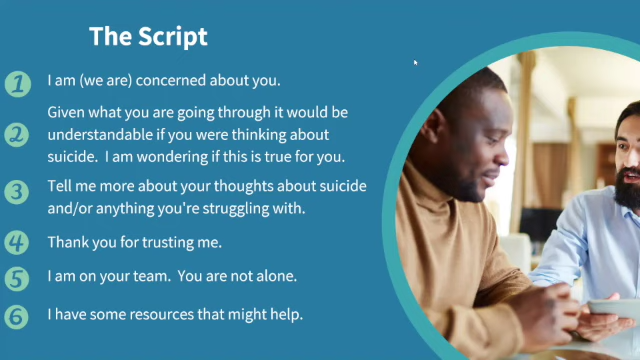 The Script
1 I am (we are) concerned about you.
2 Given what you are going through it would be
understandable if you were thinking about
suicide.  I am wondering if this is true for you.
3 Tell me more about your thoughts about suicide
and/or anything you're struggling with.
4 Thank you for trusting me.
5 I am on your team.  You are not alone.
6 I have some resources that might help.